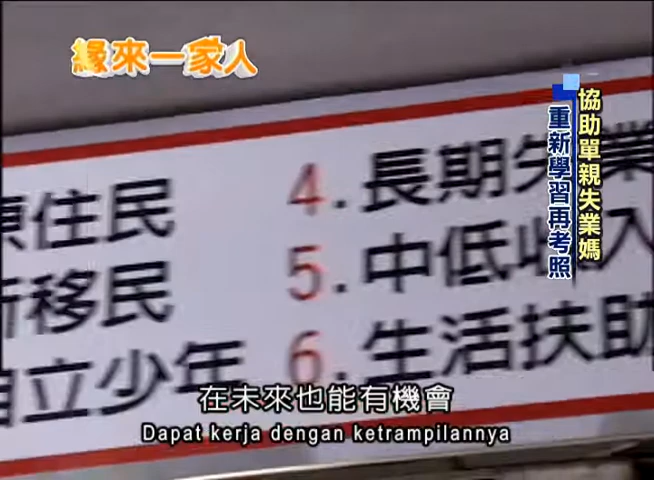 緣來一家人
協助單親失業媽
重新學習再考照
原住民
新移民
自立少年
4.長期失業
5.中低收入
6.生活扶助
在未來也能有機會
Dapat kerja dengan ketrampilannya